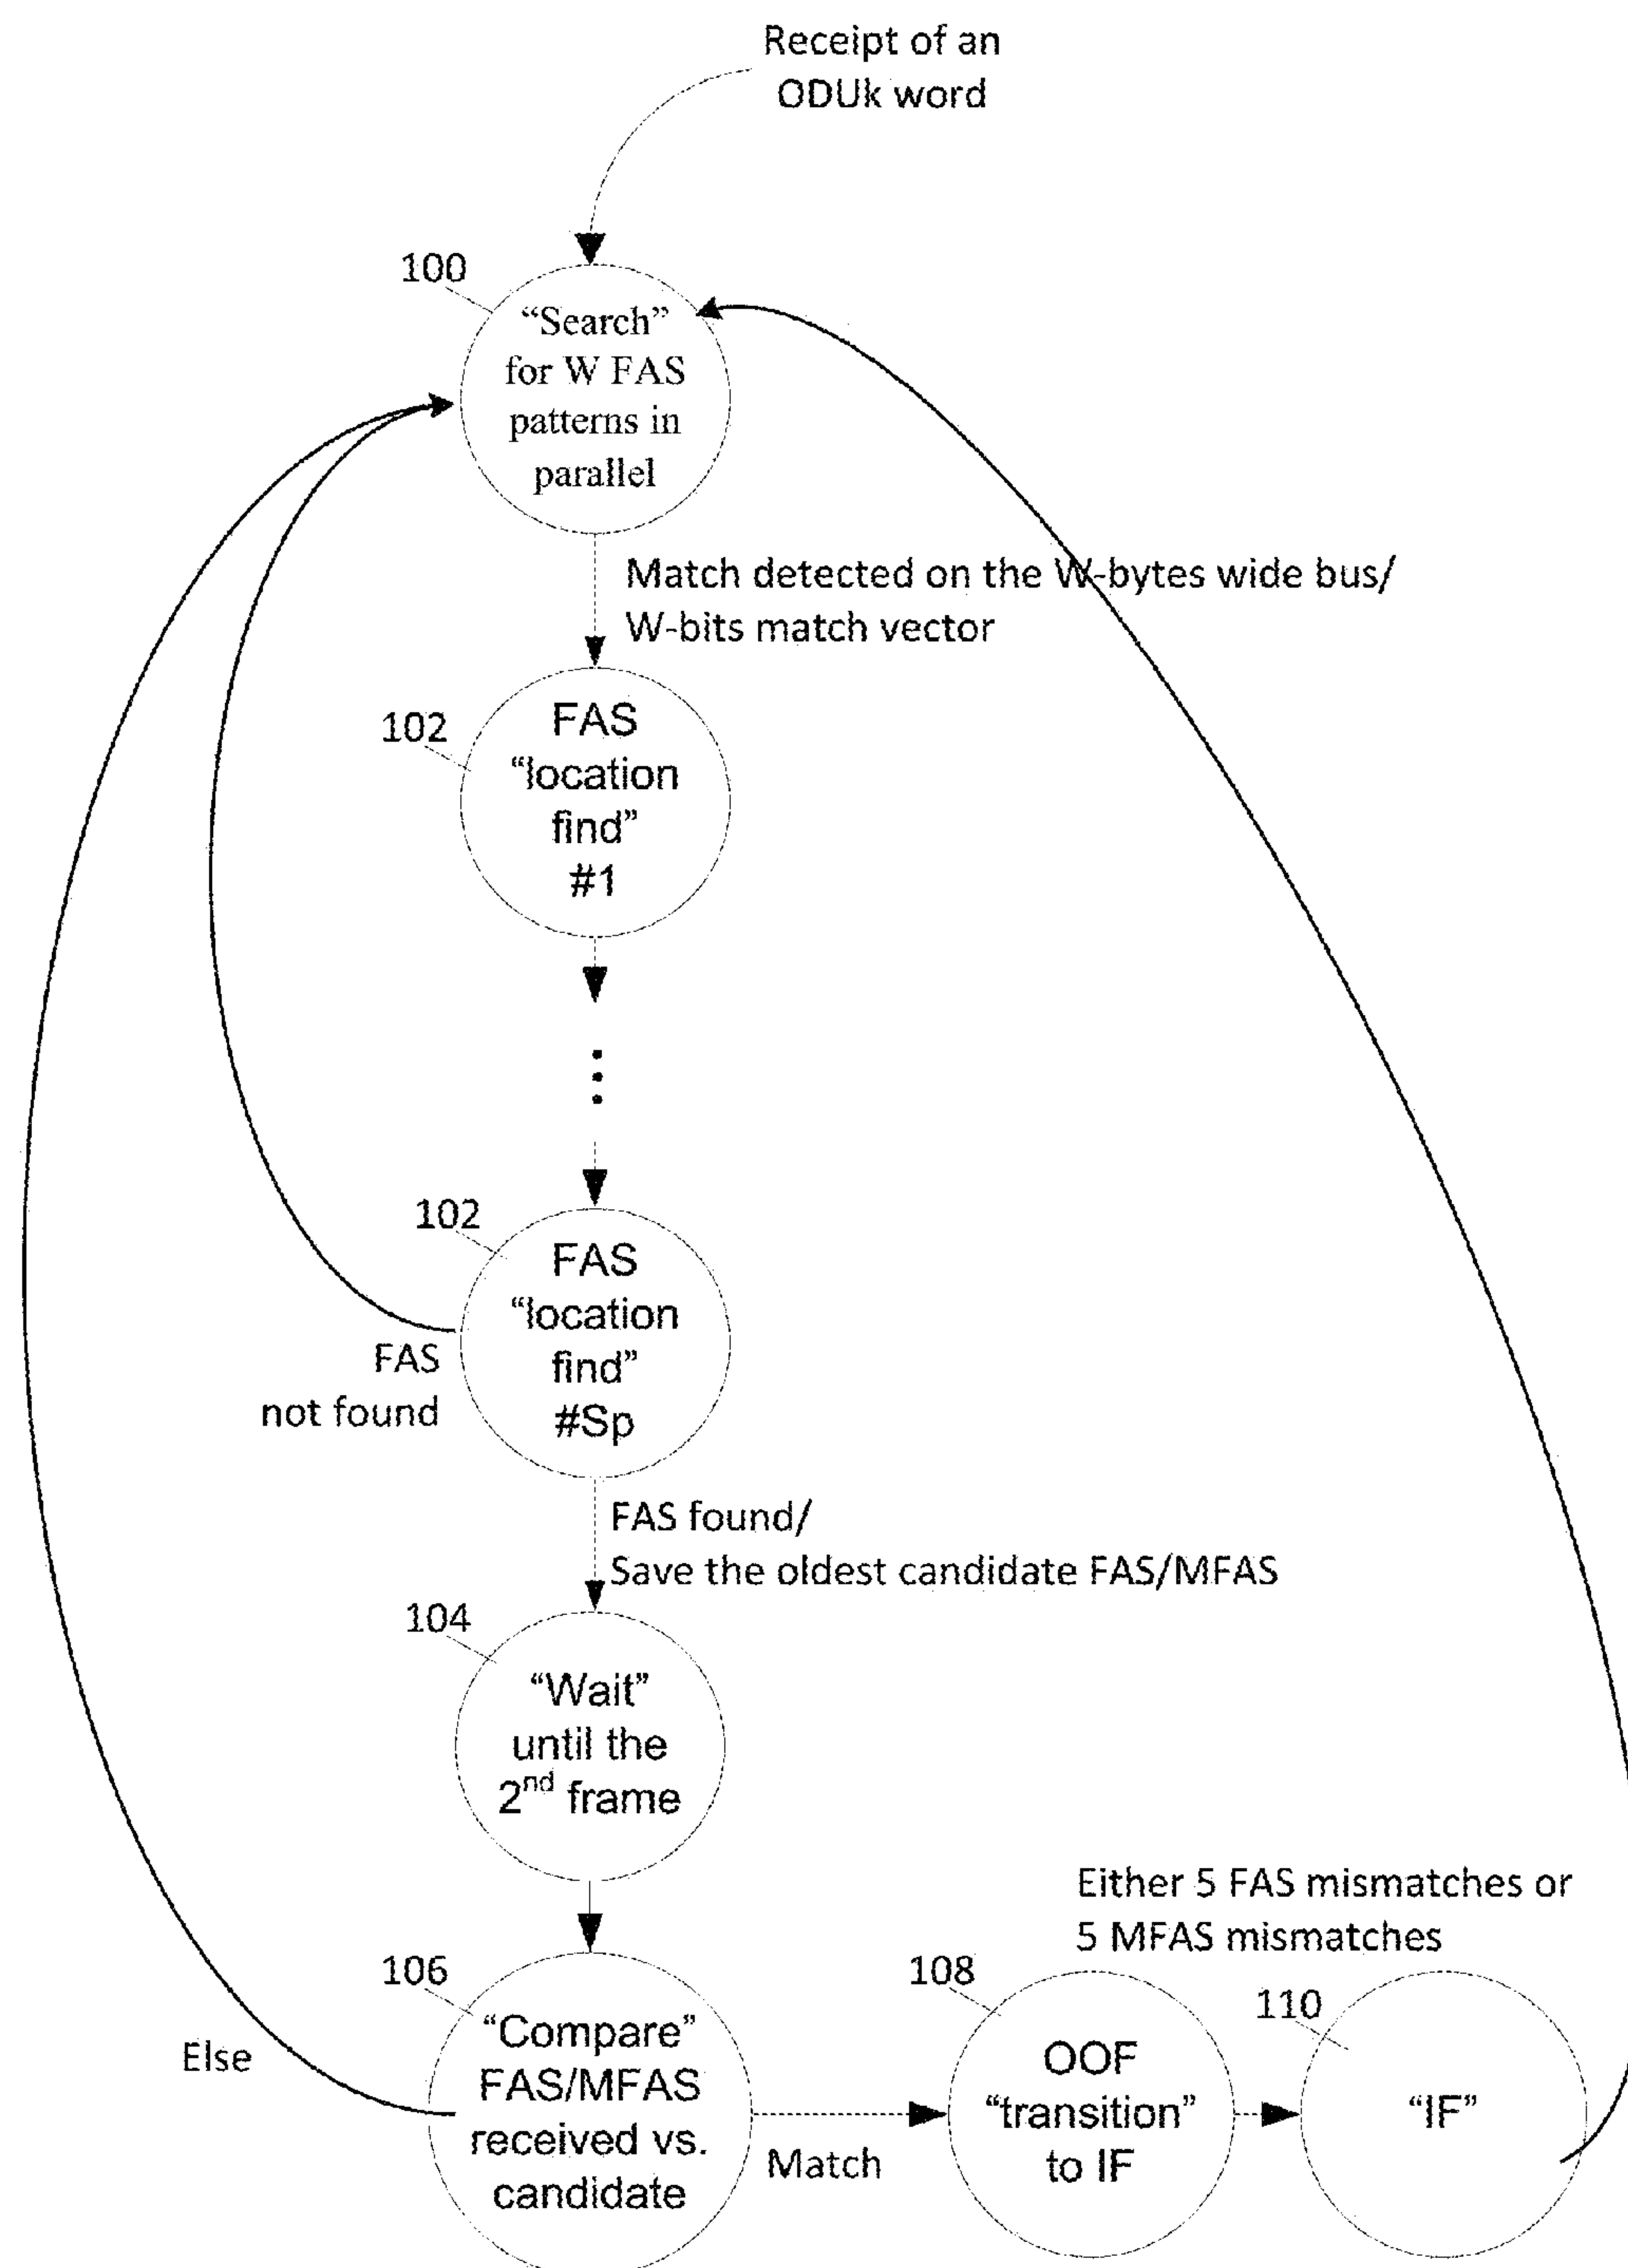 Receipt of an
ODUk word
100
“Search”
for W FAS
patterns in
parallel
Match detected on the W-bytes wide bus/
W-bits match vector
102
FAS
“location
find”
#1
102
FAS
“location
find”
#Sp
FAS
not found
FAS found/
Save the oldest candidate FAS/MFAS
104
“Wait”
until the
2nd frame
Either 5 FAS mismatches or
5 MFAS mismatches
106
“Compare”
FAS/MFAS
received vs.
candidate
Else
Match
108
OOF
“transition”
to IF
110
“IF”